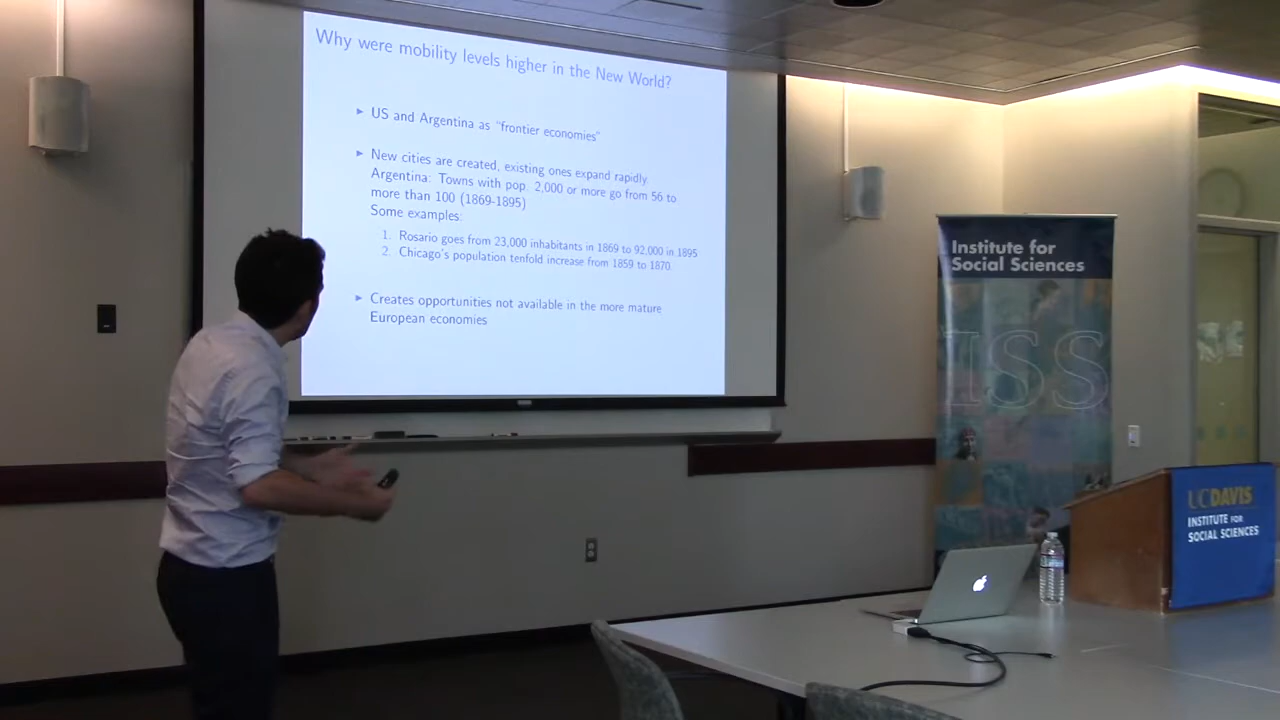 Why were mobility levels higher in the New World?
US and Argentina as "frontier economies"
New cities are created, existing ones expand rapidly
Argentina: Towns with pop. 2,000 or more go from 56 to
more than 100 (1869-1895)
Some examples:
1. Rosario goes from 23,000 inhabitants in 1869 to 92,000 in 1895
2. Chicago's population tenfold increase from 1859 to 1870
Creates opportunities not available in the more mature
European economies
Institute for
Social Sciences
ISS
UCDAVIS
INSTITUTE FOR
SOCIAL SCIENCES